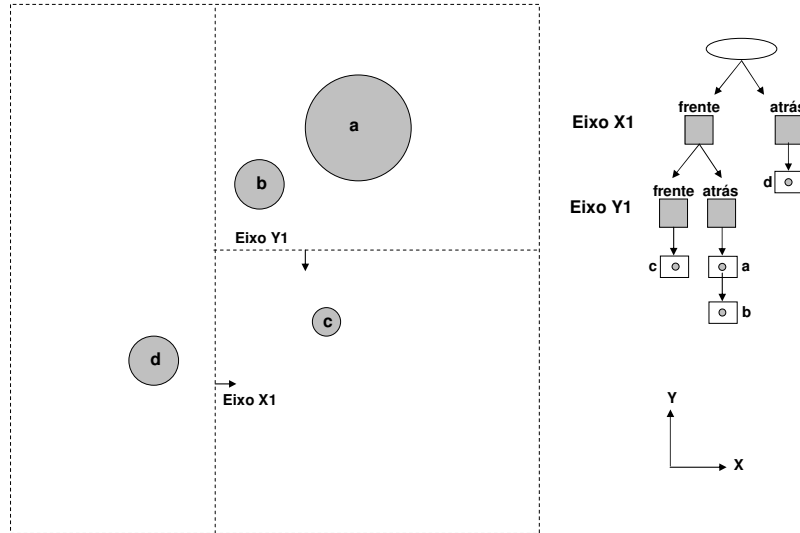 a
b
Eixo Y1
c
d
Eixo X1
frente atrás
Eixo X1
d
frente atrás
Eixo Y1
c
a
b
Y
X